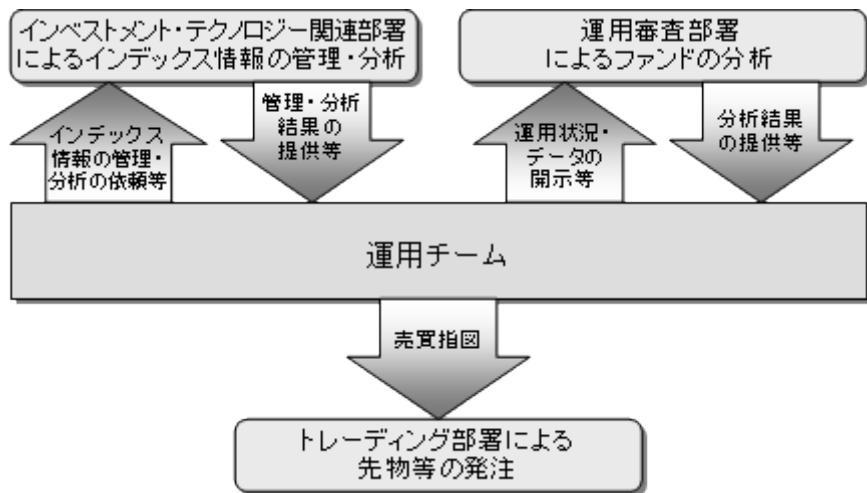 インベストメント・テクノロジー関連部署
によるインデックス情報の管理・分析
運用審査部署
によるファンドの分析
インデックス
情報の管理・
分析の依頼等
管理・分析
結果の
提供等
運用状況・
データの
開示等
分析結果
の提供等
運用チーム
売買指図
トレーディング部署による
先物等の発注